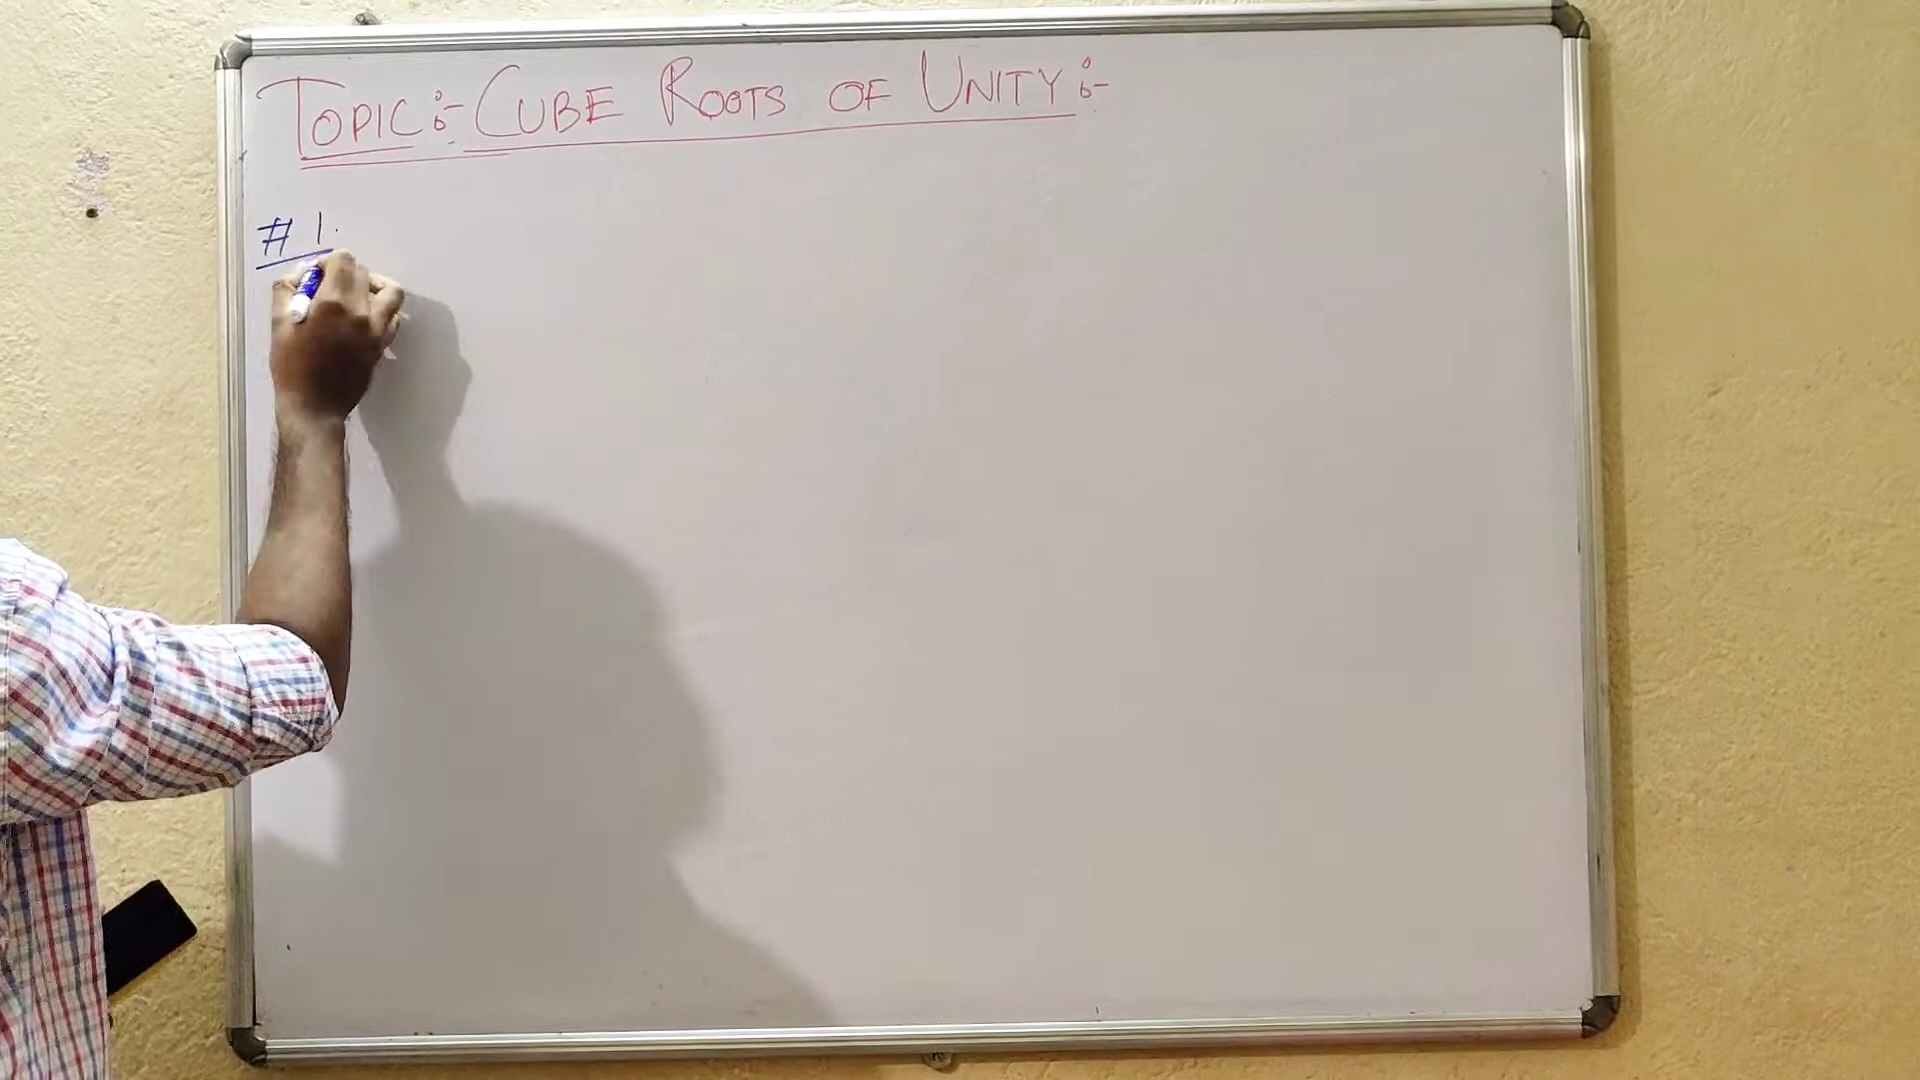 TOPIC:- CUBE ROOTS OF UNITY:-
# 1.